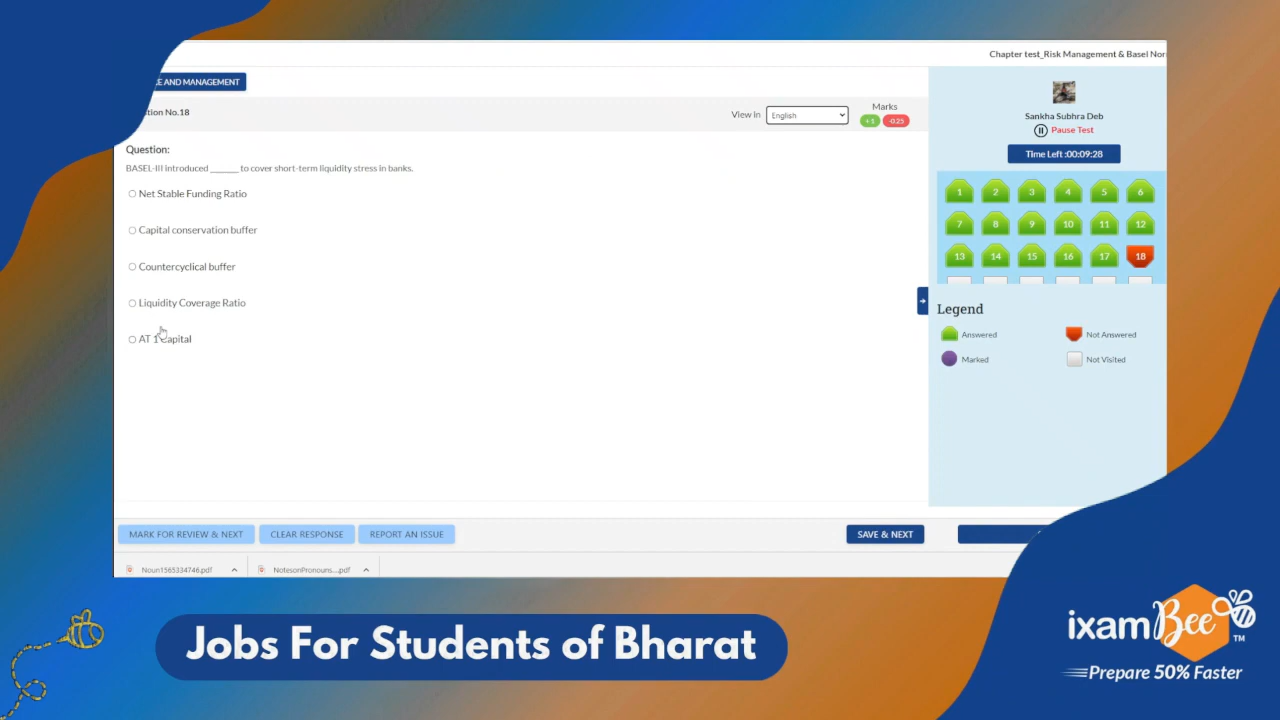 Chapter test_Risk Management & Basel Nor
E AND MANAGEMENT
tion No.18
View in
English
Marks
+1
-0.25
Sankha Subhra Deb
Pause Test
Time Left :00:09:28
Question:
BASEL-III introduced _______ to cover short-term liquidity stress in banks.
Net Stable Funding Ratio
Capital conservation buffer
Countercyclical buffer
Liquidity Coverage Ratio
AT 1 Capital
1 2 3 4 5 6
7 8 9 10 11 12
13 14 15 16 17 18
Legend
Answered
Not Answered
Marked
Not Visited
MARK FOR REVIEW & NEXT
CLEAR RESPONSE
REPORT AN ISSUE
SAVE & NEXT
Noun1565334746.pdf
NotesonPronouns....pdf
Jobs For Students of Bharat
ixamBee TM
Prepare 50% Faster